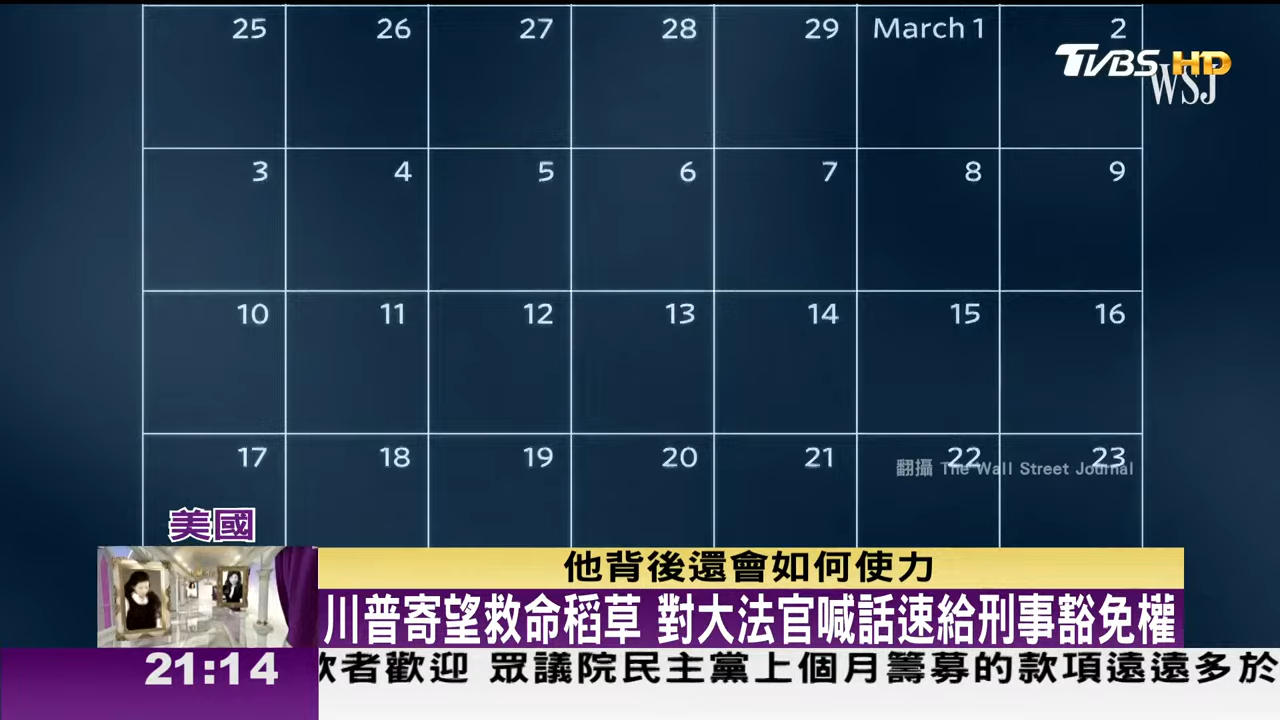 25 26 27 28 29 March 1 2
TVBS HD
WSJ
3 4 5 6 7 8 9
10 11 12 13 14 15 16
17 18 19 20 21 22 23
翻攝 The Wall Street Journal
美國
他背後還會如何使力
川普寄望救命稻草 對大法官喊話速給刑事豁免權
21:14
款者歡迎 眾議院民主黨上個月籌募的款項遠遠多於